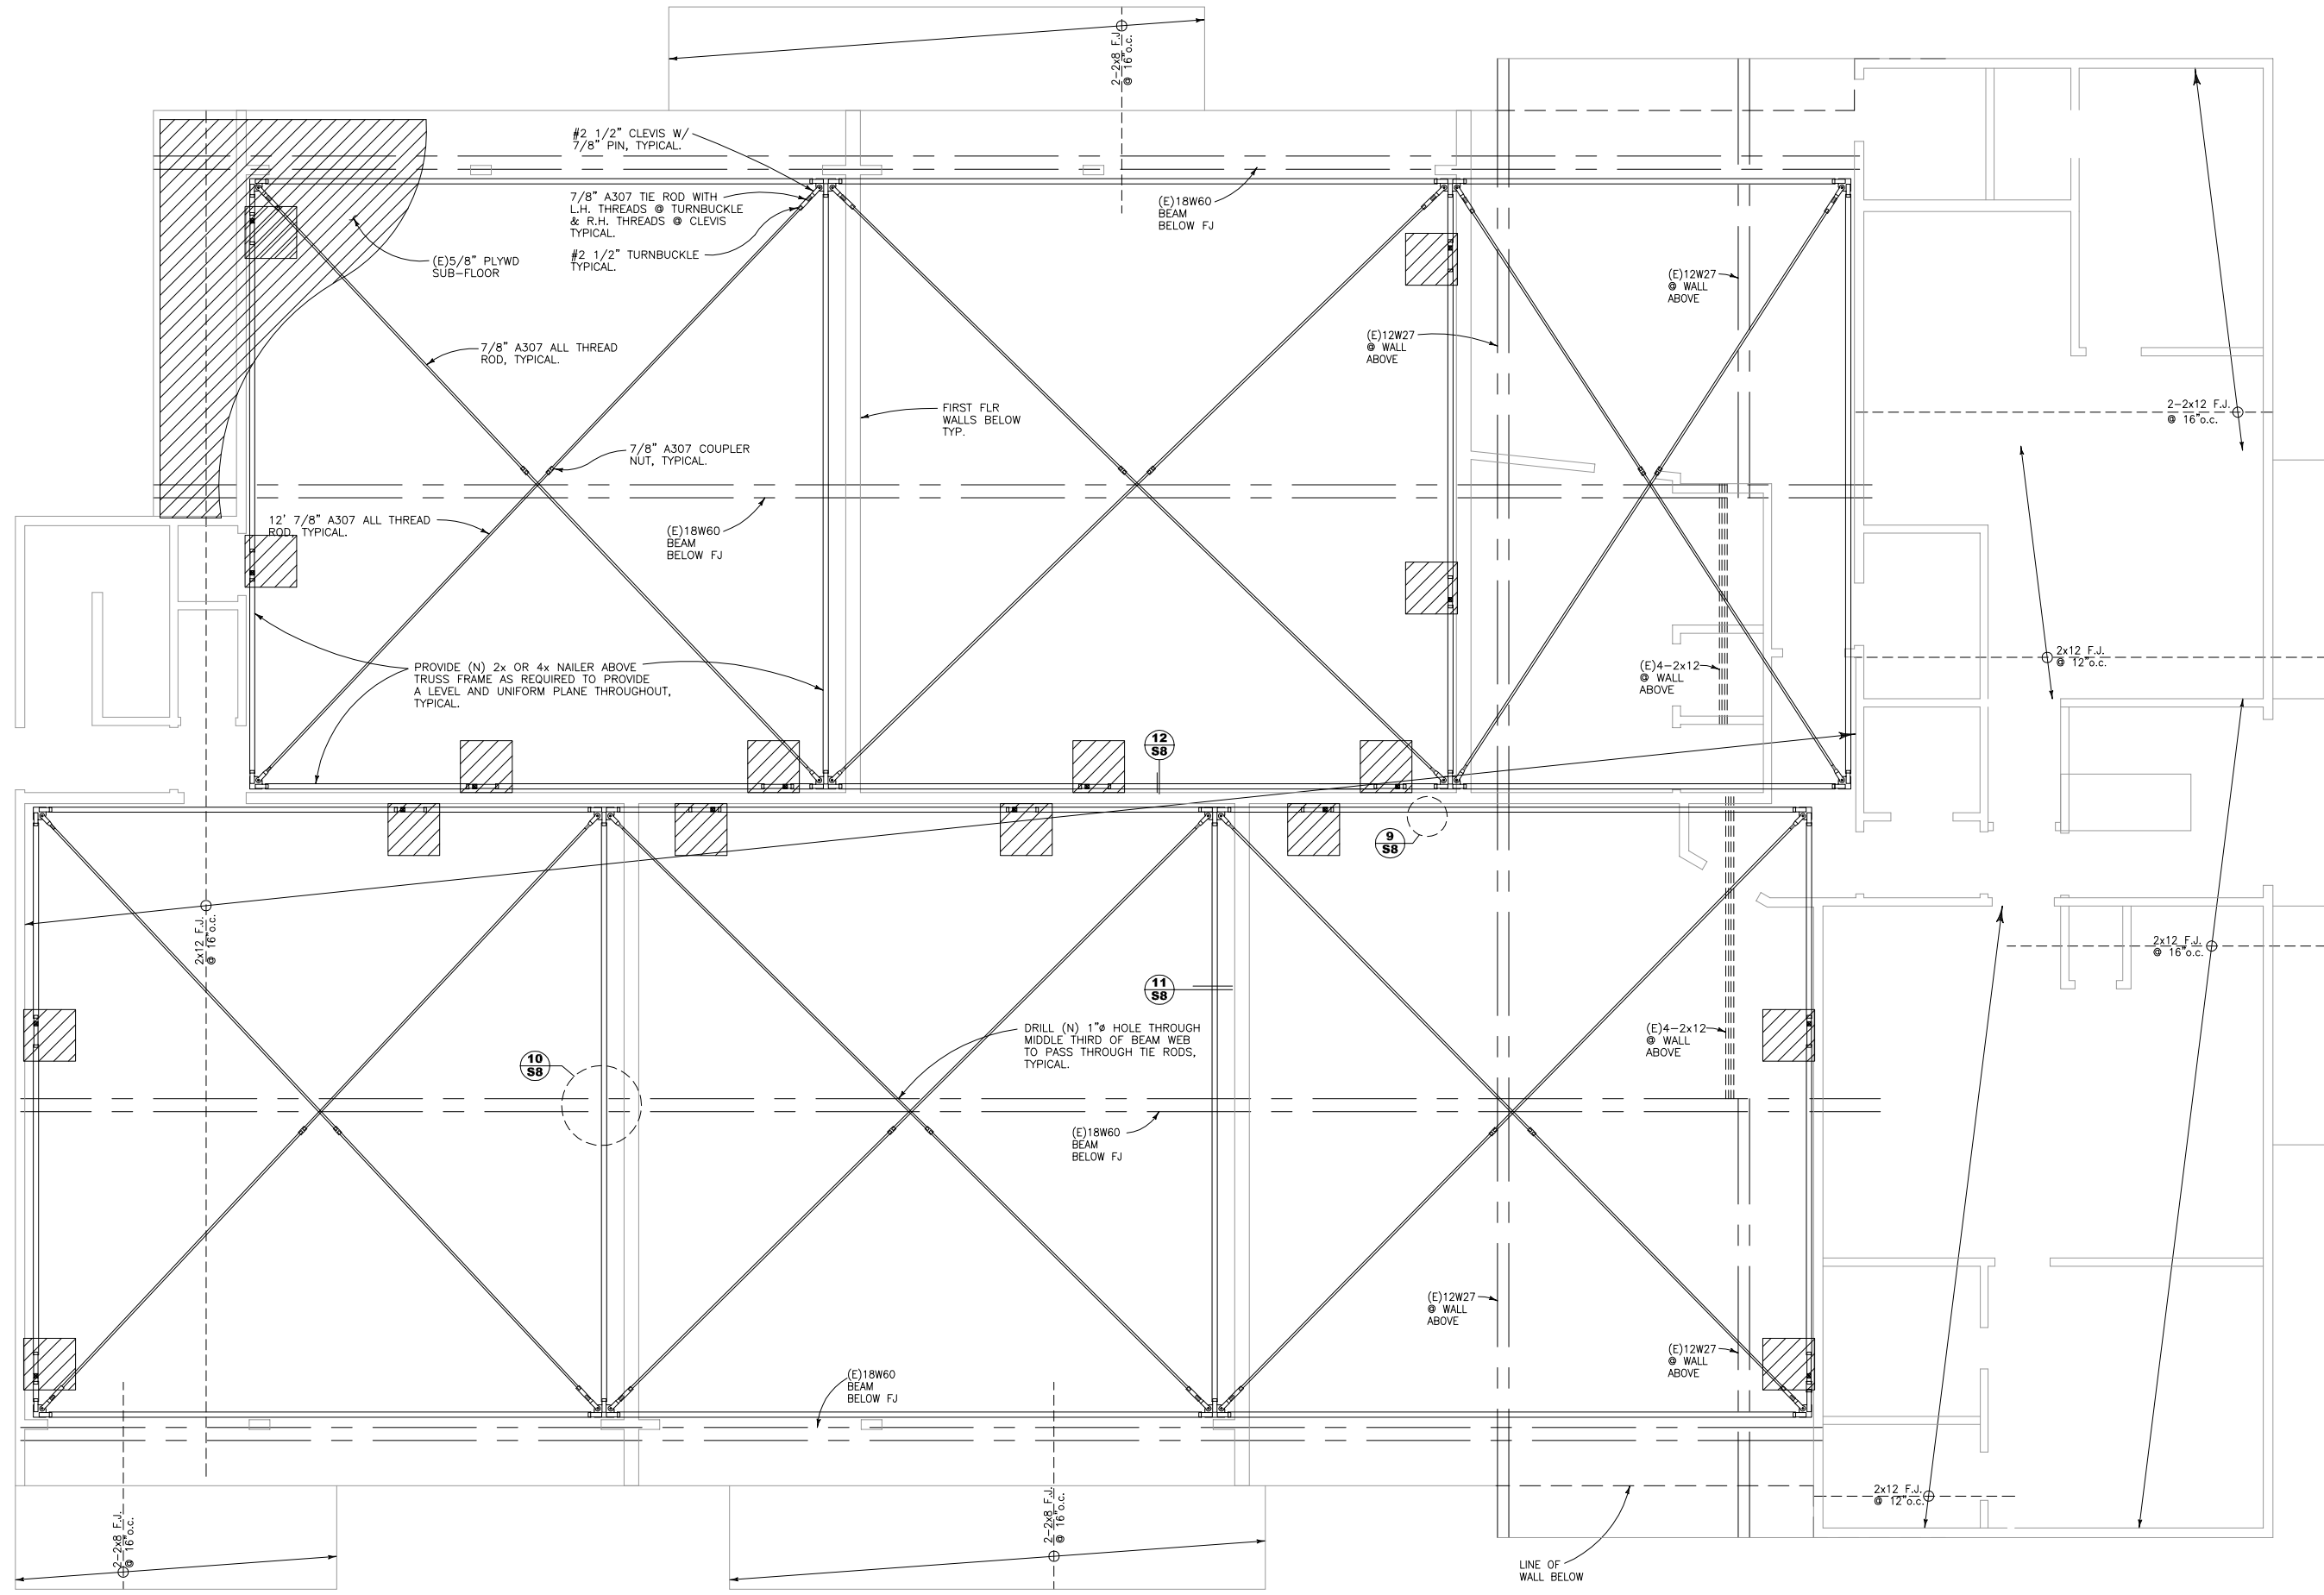 2-2x8 F.J.
@ 16"o.c.
#2 1/2" CLEVIS W/
7/8" PIN, TYPICAL.
7/8" A307 TIE ROD WITH
L.H. THREADS @ TURNBUCKLE
& R.H. THREADS @ CLEVIS
TYPICAL.
#2 1/2" TURNBUCKLE
TYPICAL.
(E)5/8" PLYWD
SUB-FLOOR
(E)18W60
BEAM
BELOW FJ
(E)12W27
@ WALL
ABOVE
(E)12W27
@ WALL
ABOVE
7/8" A307 ALL THREAD
ROD, TYPICAL.
FIRST FLR
WALLS BELOW
TYP.
2-2x12 F.J.
@ 16"o.c.
7/8" A307 COUPLER
NUT, TYPICAL.
12' 7/8" A307 ALL THREAD
ROD, TYPICAL.
(E)18W60
BEAM
BELOW FJ
PROVIDE (N) 2x OR 4x NAILER ABOVE
TRUSS FRAME AS REQUIRED TO PROVIDE
A LEVEL AND UNIFORM PLANE THROUGHOUT,
TYPICAL.
(E)4-2x12
@ WALL
ABOVE
2x12 F.J.
@ 12"o.c.
12
S8
9
S8
2x12 F.J.
@ 16"o.c.
2x12 F.J.
@ 16"o.c.
11
S8
DRILL (N) 1"ø HOLE THROUGH
MIDDLE THIRD OF BEAM WEB
TO PASS THROUGH TIE RODS,
TYPICAL.
(E)4-2x12
@ WALL
ABOVE
10
S8
(E)18W60
BEAM
BELOW FJ
(E)12W27
@ WALL
ABOVE
(E)12W27
@ WALL
ABOVE
(E)18W60
BEAM
BELOW FJ
2x12 F.J.
@ 12"o.c.
2-2x8 F.J.
@ 16"o.c.
2-2x8 F.J.
@ 16"o.c.
LINE OF
WALL BELOW